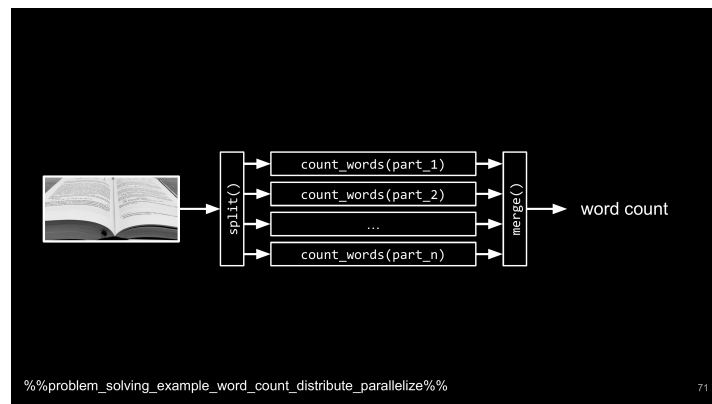 split()
count_words(part_1)
count_words(part_2)
...
count_words(part_n)
merge()
word count
%%problem_solving_example_word_count_distribute_parallelize%%
71